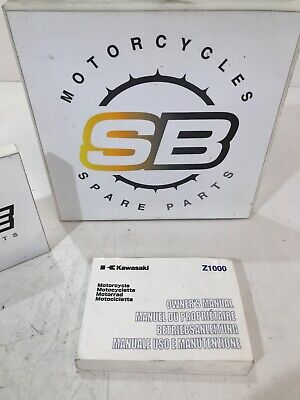 MOTORCYCLES
SB
SPARE PARTS
B
RTS
Kawasaki
Z1000
Motorcycle
Motocyclette
Motorrad
Motocicletta
OWNER'S MANUAL
MANUEL DU PROPRIÉTAIRE
BETRIEBSANLEITUNG
MANUALE USO E MANUTENZIONE